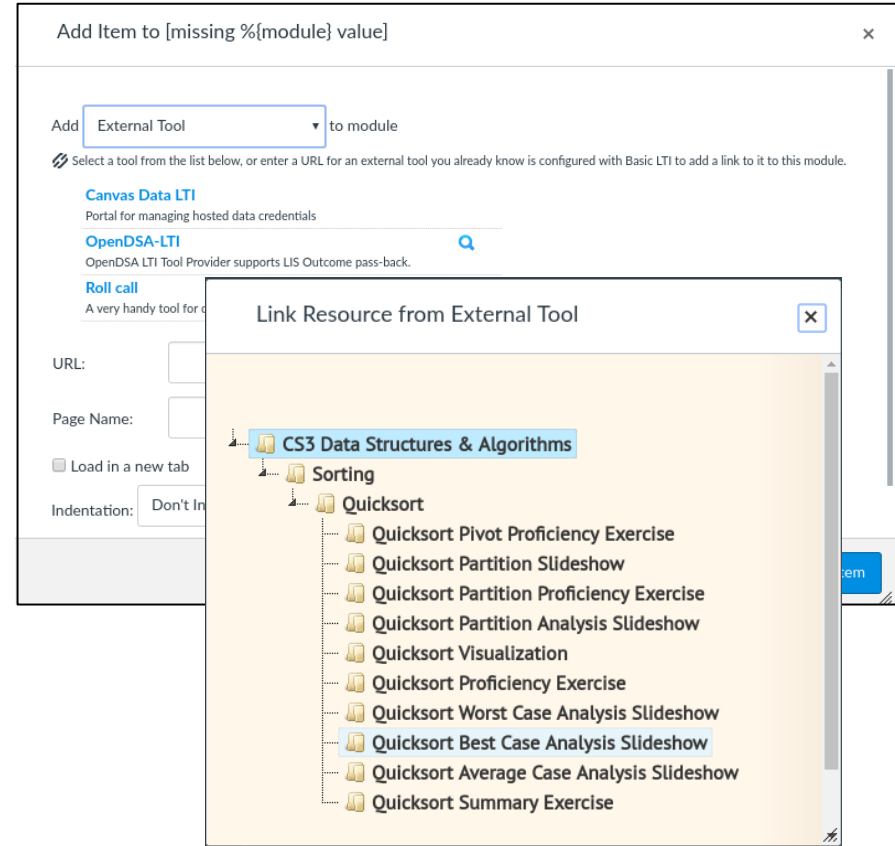 Add Item to [missing %{module} value]
×
Add External Tool ▾ to module
Select a tool from the list below, or enter a URL for an external tool you already know is configured with Basic LTI to add a link to it to this module.
Canvas Data LTI
Portal for managing hosted data credentials
OpenDSA-LTI
OpenDSA LTI Tool Provider supports LIS Outcome pass-back.
Roll call
A very handy tool for
URL:
Page Name:
Load in a new tab
Indentation: Don't In
tem
Link Resource from External Tool
×
CS3 Data Structures & Algorithms
Sorting
Quicksort
Quicksort Pivot Proficiency Exercise
Quicksort Partition Slideshow
Quicksort Partition Proficiency Exercise
Quicksort Partition Analysis Slideshow
Quicksort Visualization
Quicksort Proficiency Exercise
Quicksort Worst Case Analysis Slideshow
Quicksort Best Case Analysis Slideshow
Quicksort Average Case Analysis Slideshow
Quicksort Summary Exercise